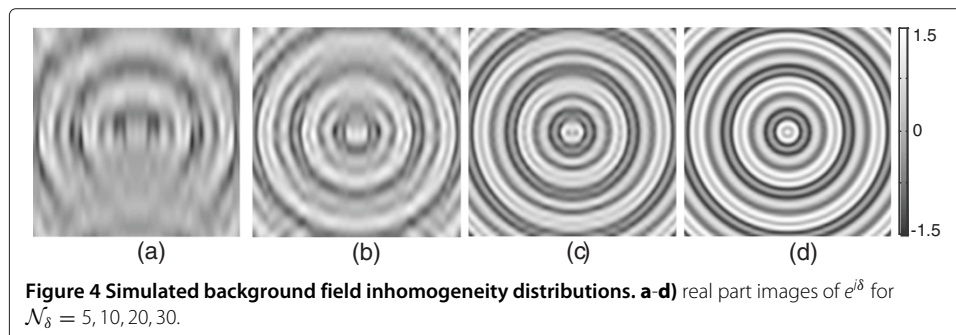 1.5
0
-1.5
(a) (b) (c) (d)
Figure 4 Simulated background field inhomogeneity distributions. a-d) real part images of e^{iδ} for
𝒩_δ = 5, 10, 20, 30.